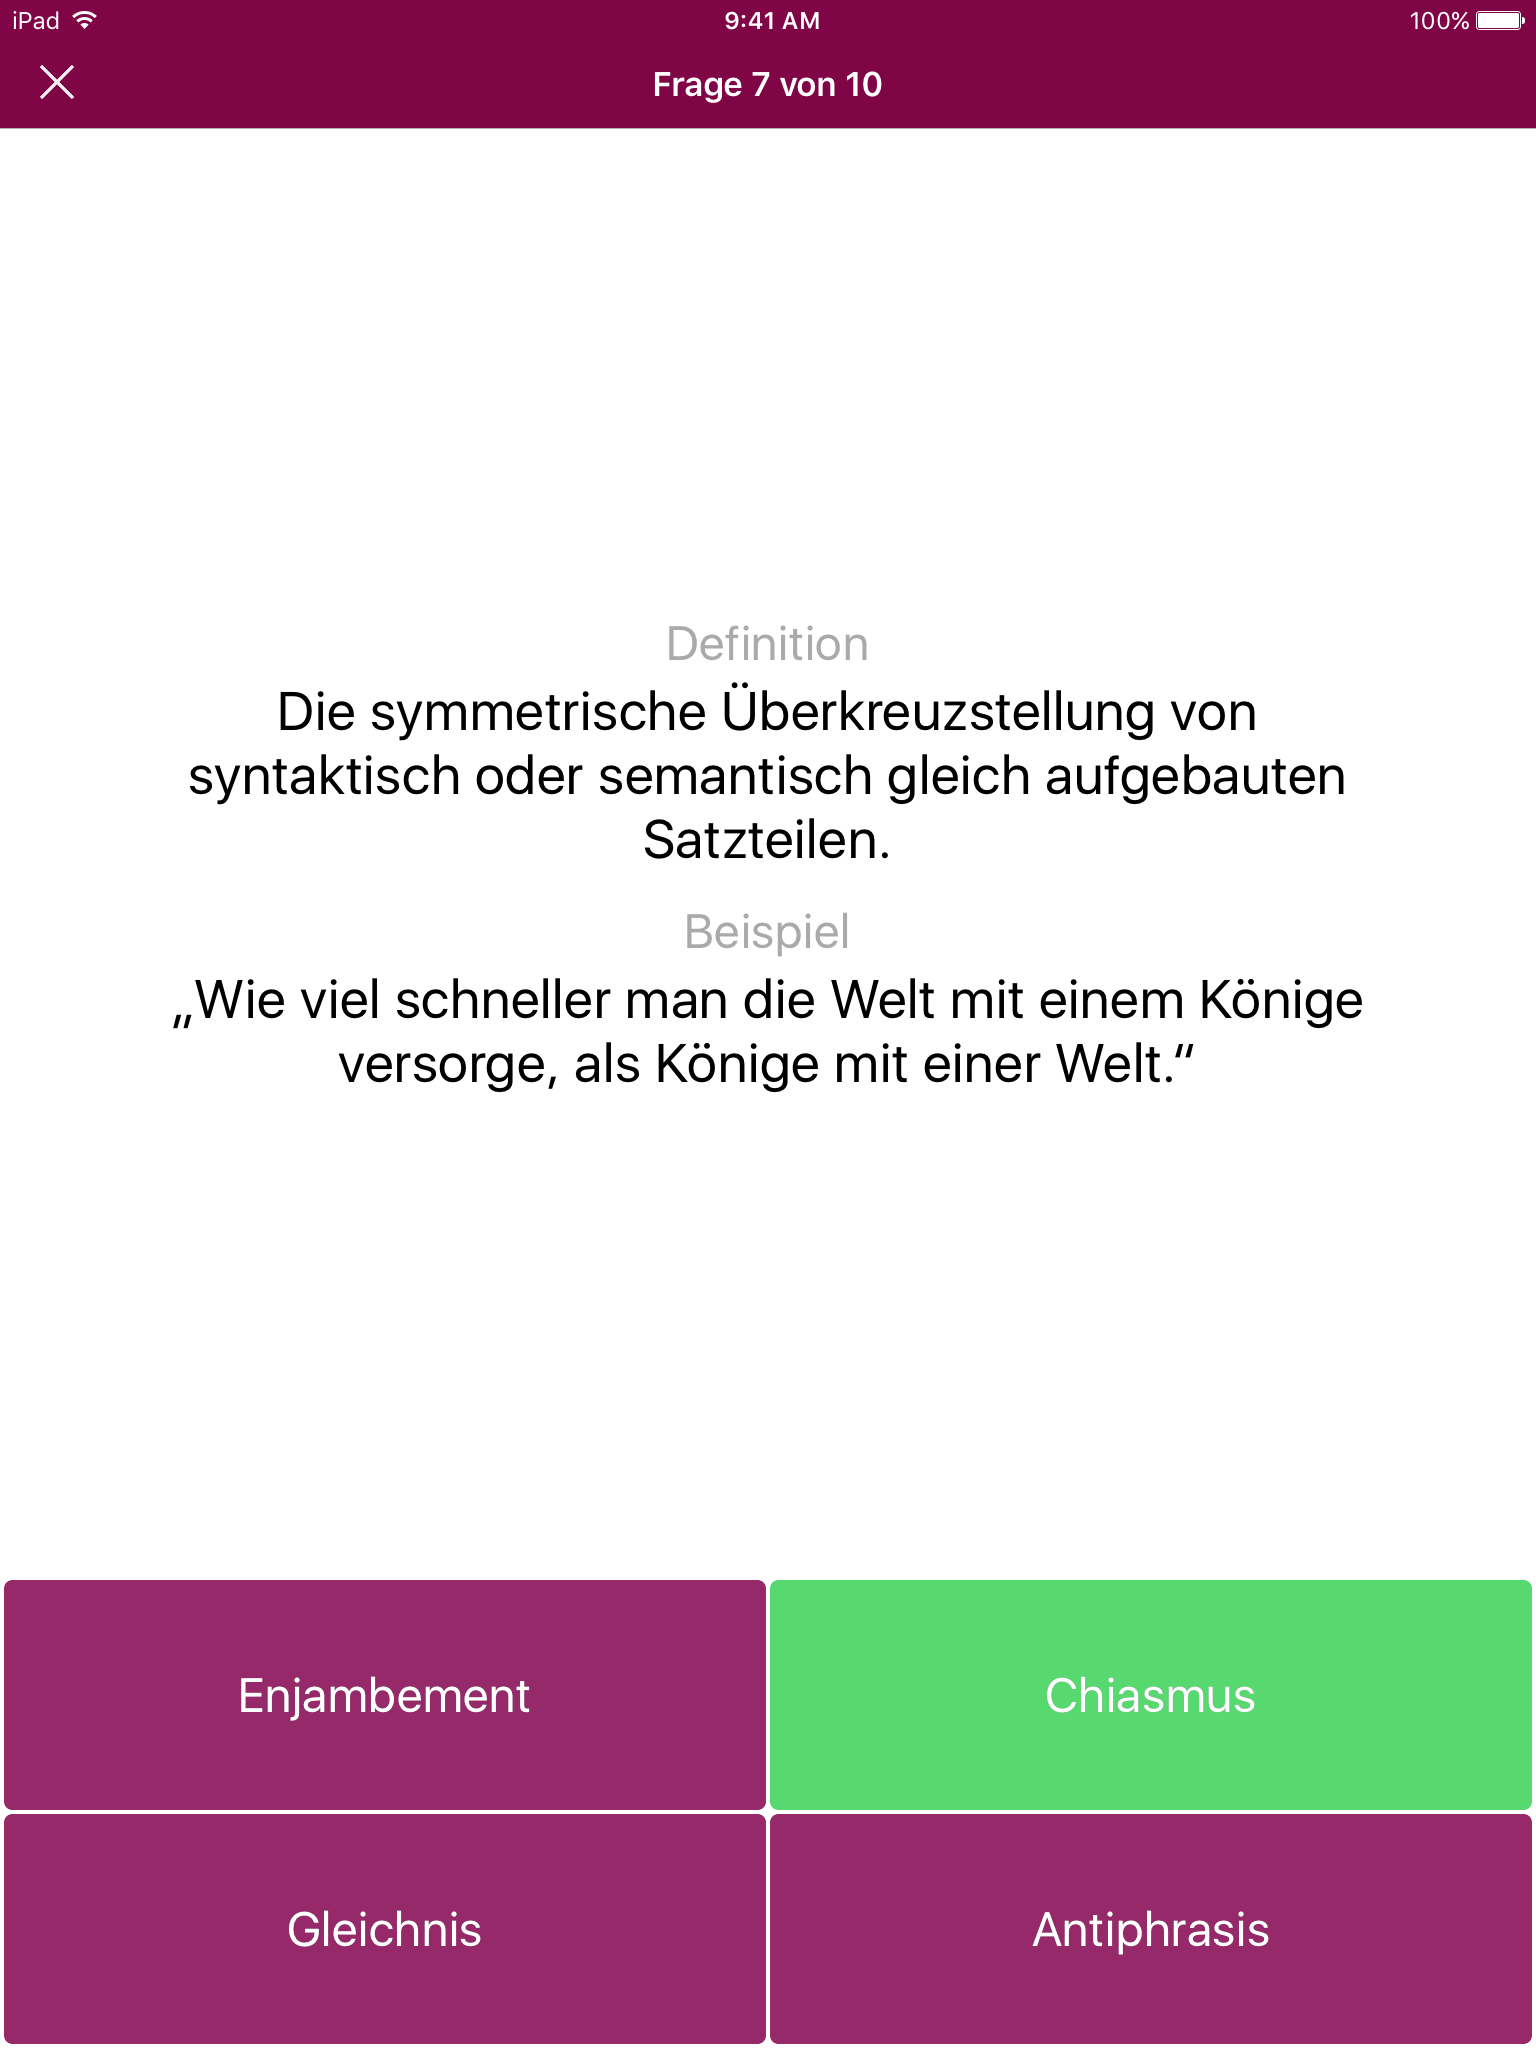 iPad 9:41 AM 100%
Frage 7 von 10
Definition
Die symmetrische Überkreuzstellung von
syntaktisch oder semantisch gleich aufgebauten
Satzteilen.
Beispiel
„Wie viel schneller man die Welt mit einem Könige
versorge, als Könige mit einer Welt.“
Enjambement
Chiasmus
Gleichnis
Antiphrasis